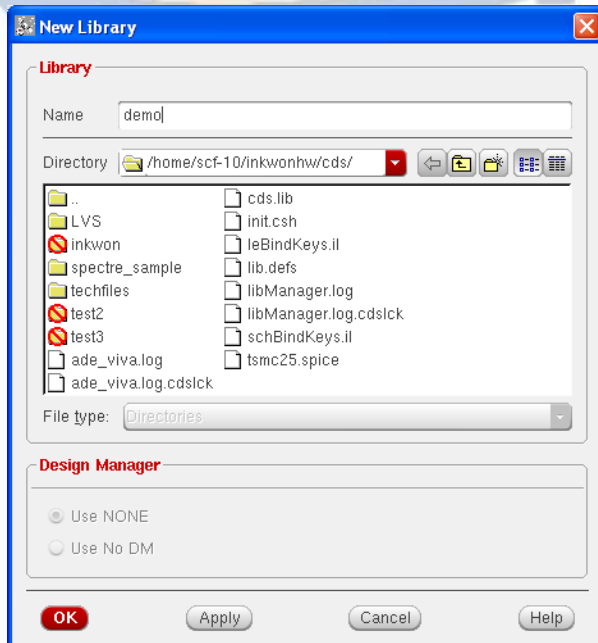 New Library
Library
Name demo
Directory /home/scf-10/inkwonhw/cds/
..
LVS
inkwon
spectre_sample
techfiles
test2
test3
ade_viva.log
ade_viva.log.cdslck
cds.lib
init.csh
leBindKeys.il
lib.defs
libManager.log
libManager.log.cdslck
schBindKeys.il
tsmc25.spice
File type: Directories
Design Manager
Use NONE
Use No DM
OK Apply Cancel Help